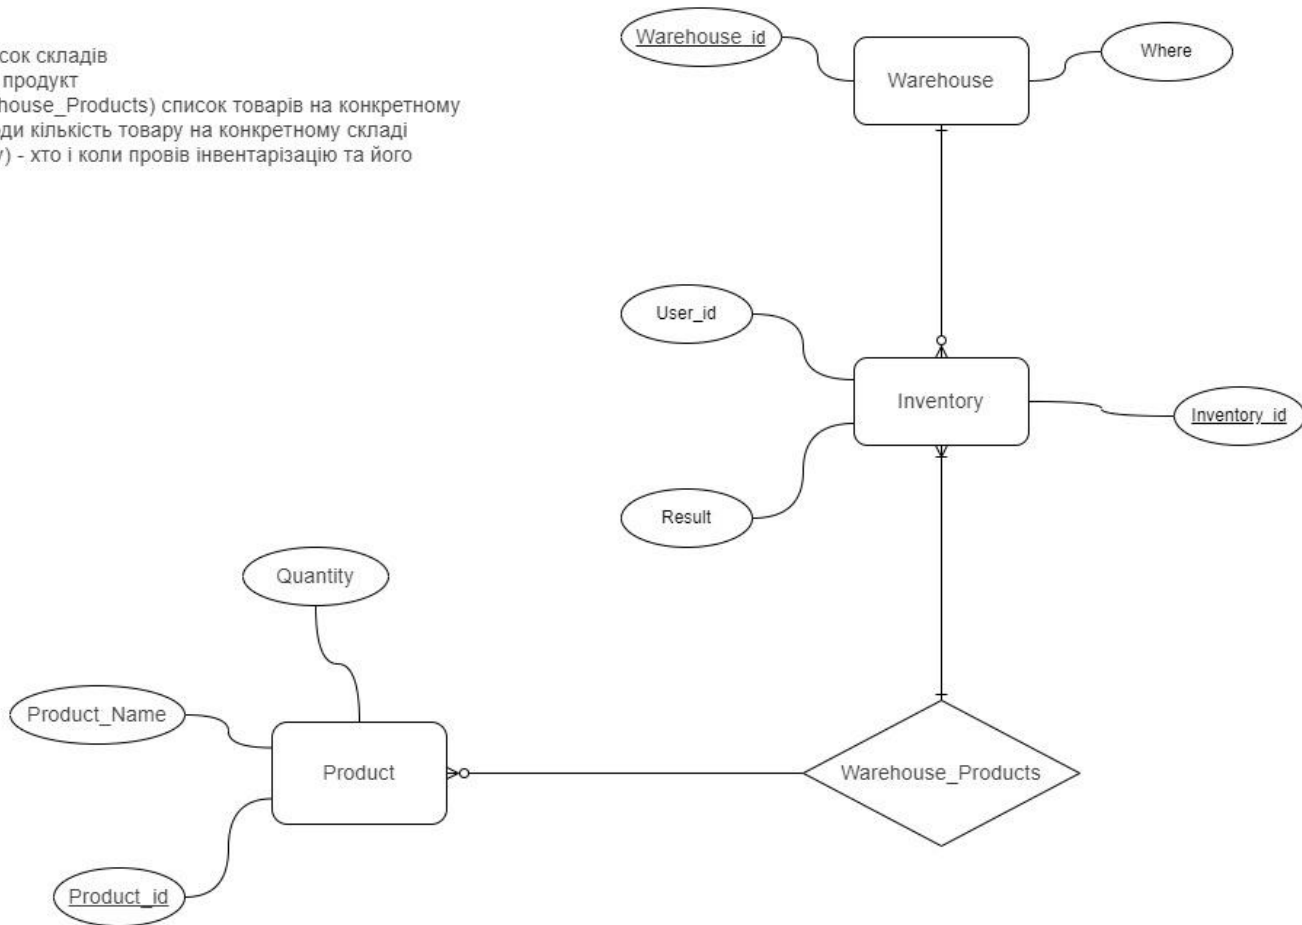 сок складів
продукт
house_Products) список товарів на конкретному
ди кількість товару на конкретному складі
) - хто і коли провів інвентарізацію та його
Warehouse_id
Warehouse
Where
User_id
Inventory
Inventory_id
Result
Quantity
Product_Name
Product
Warehouse_Products
Product_id